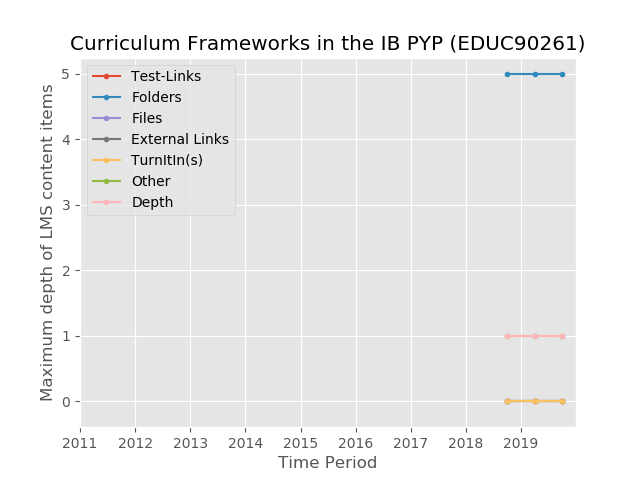 Curriculum Frameworks in the IB PYP (EDUC90261)
Test-Links
Folders
Files
External Links
TurnItIn(s)
Other
Depth
Maximum depth of LMS content items
5
4
3
2
1
0
2011 2012 2013 2014 2015 2016 2017 2018 2019
Time Period